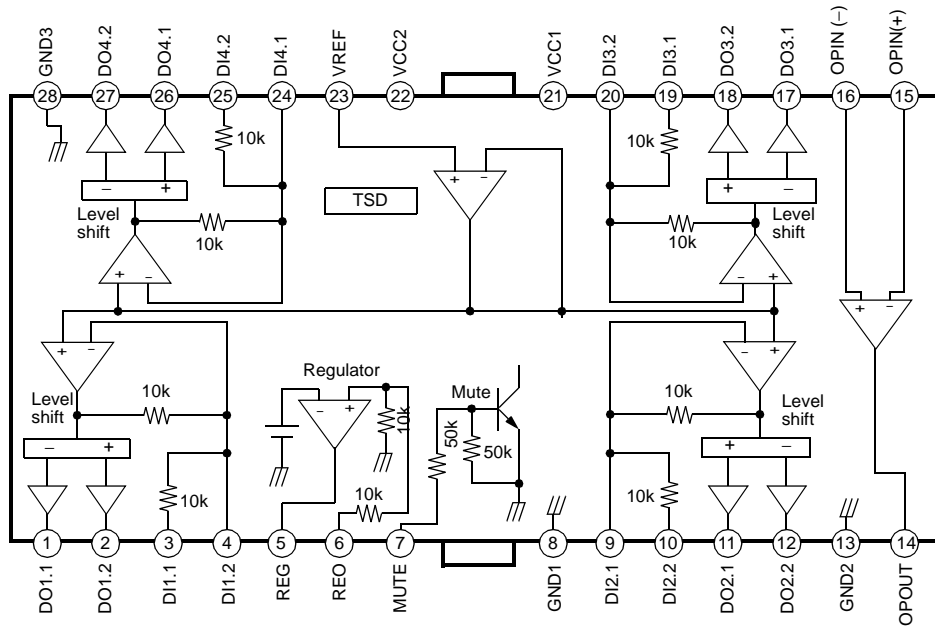 GND3
DO4.2
DO4.1
DI4.2
DI4.1
VREF
VCC2
VCC1
DI3.2
DI3.1
DO3.2
DO3.1
OPIN (−)
OPIN(+)
28
27
26
25
24
23
22
21
20
19
18
17
16
15
10k
10k
− +
+ −
+ −
TSD
Level
shift
10k
Level
shift
10k
+ −
− +
+ −
+ −
− +
Regulator
Mute
10k
10k
Level
shift
− +
10k
50k
50k
Level
shift
− +
+ −
10k
10k
10k
1
2
3
4
5
6
7
8
9
10
11
12
13
14
DO1.1
DO1.2
DI1.1
DI1.2
REG
REO
MUTE
GND1
DI2.1
DI2.2
DO2.1
DO2.2
GND2
OPOUT